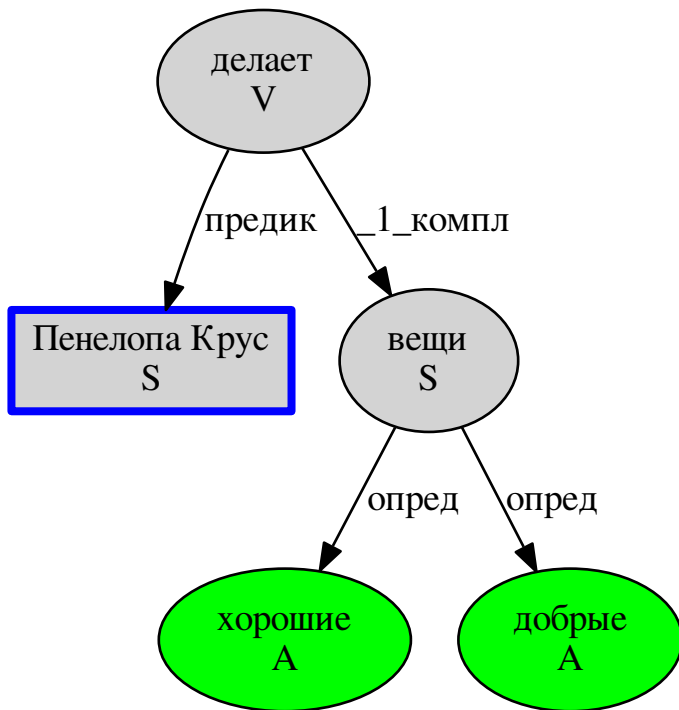 делает
V
предик
_1_компл
Пенелопа Крус
S
вещи
S
опред
опред
хорошие
A
добрые
A